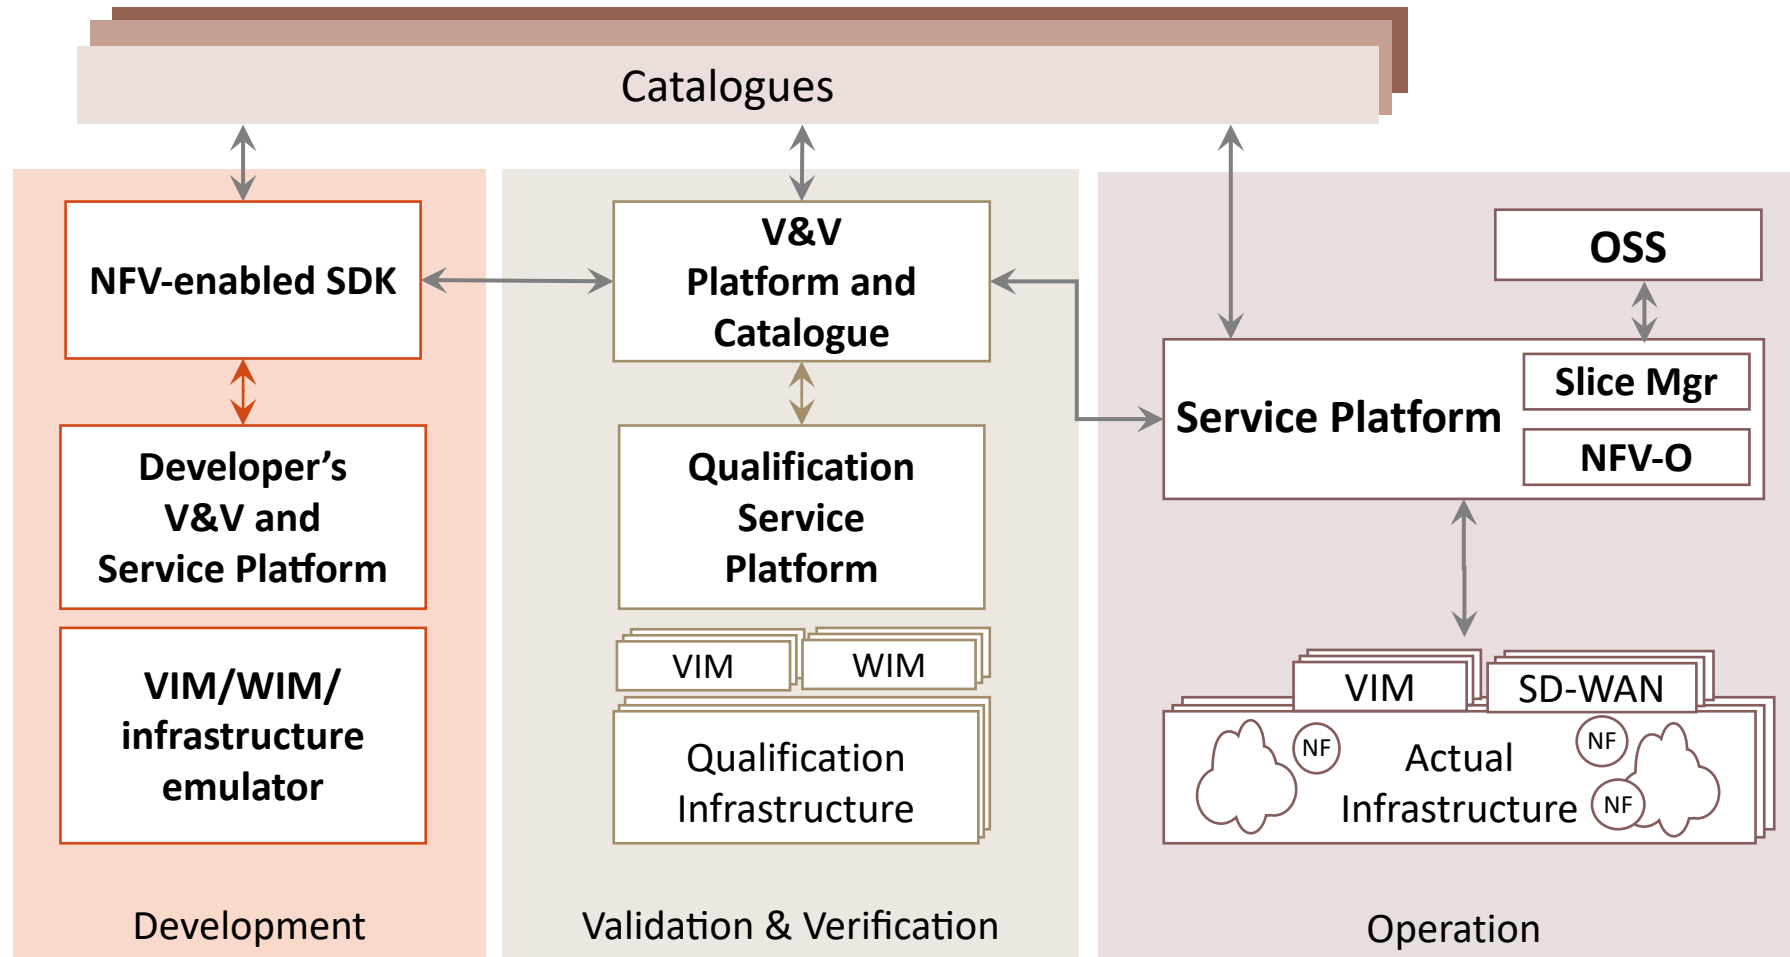 Catalogues
NFV-enabled SDK
Developer’s
V&V and
Service Platform
VIM/WIM/
infrastructure
emulator
Development
V&V
Platform and
Catalogue
Qualification
Service
Platform
VIM
WIM
Qualification
Infrastructure
Validation & Verification
OSS
Service Platform
Slice Mgr
NFV-O
VIM
SD-WAN
NF
NF
NF
Actual
Infrastructure
Operation